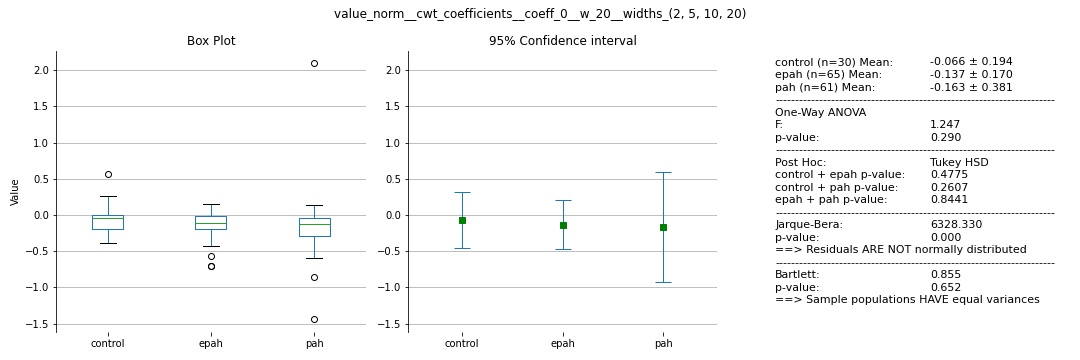 value_norm__cwt_coefficients__coeff_0__w_20__widths_(2, 5, 10, 20)
Box Plot
Value
2.0
1.5
1.0
0.5
0.0
−0.5
−1.0
−1.5
control epah pah
95% Confidence interval
2.0
1.5
1.0
0.5
0.0
−0.5
−1.0
−1.5
control epah pah
control (n=30) Mean: -0.066 ± 0.194
epah (n=65) Mean: -0.137 ± 0.170
pah (n=61) Mean: -0.163 ± 0.381
One-Way ANOVA
F: 1.247
p-value: 0.290
Post Hoc: Tukey HSD
control + epah p-value: 0.4775
control + pah p-value: 0.2607
epah + pah p-value: 0.8441
Jarque-Bera: 6328.330
p-value: 0.000
==> Residuals ARE NOT normally distributed
Bartlett: 0.855
p-value: 0.652
==> Sample populations HAVE equal variances